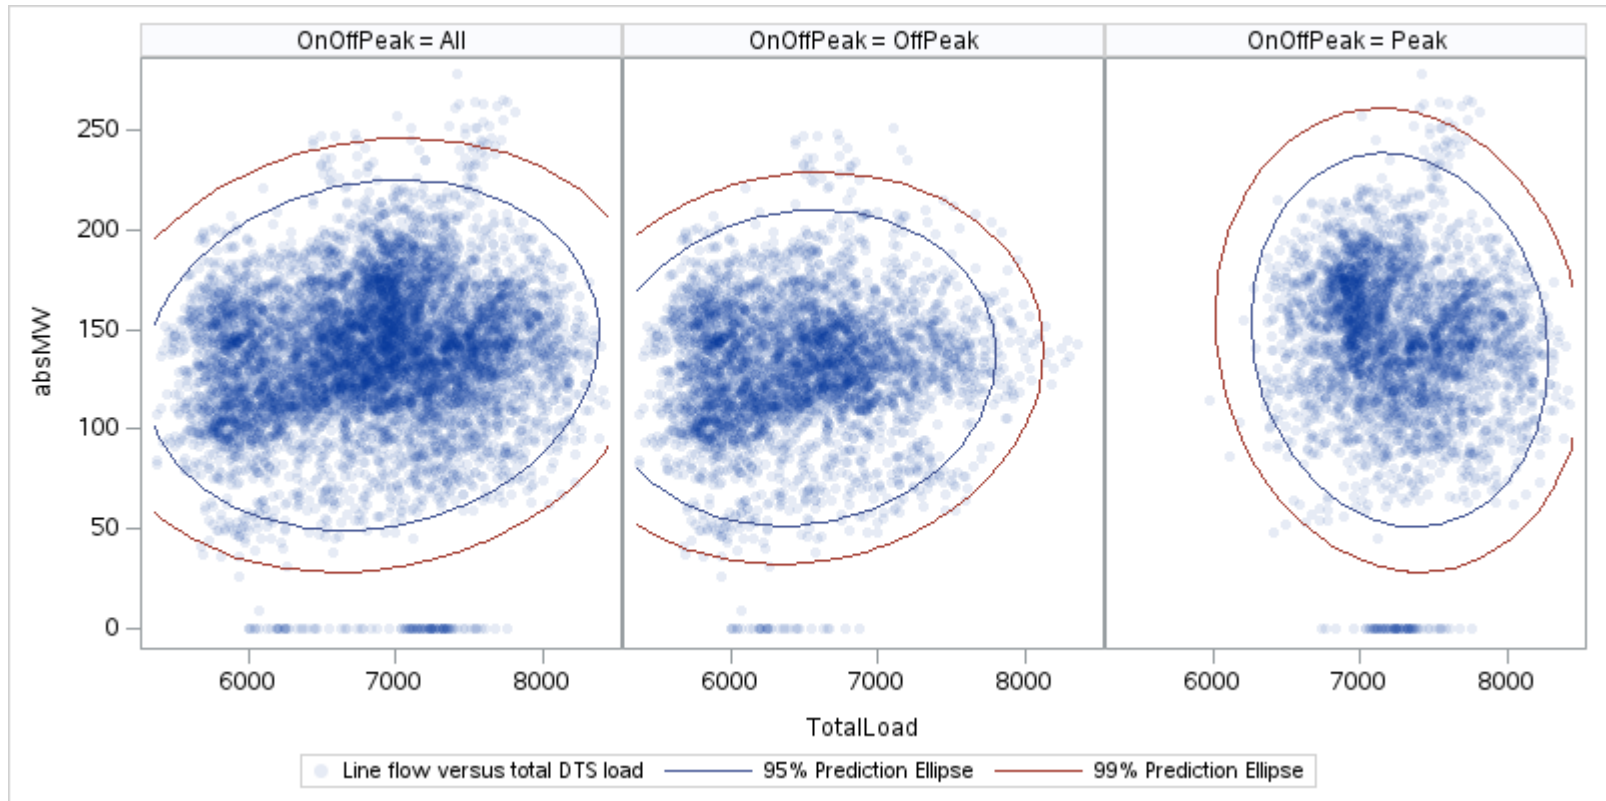 OnOffPeak = All OnOffPeak = OffPeak OnOffPeak = Peak
250
200
150
100
50
0
absMW
6000 7000 8000 6000 7000 8000 6000 7000 8000
TotalLoad
Line flow versus total DTS load 95% Prediction Ellipse 99% Prediction Ellipse